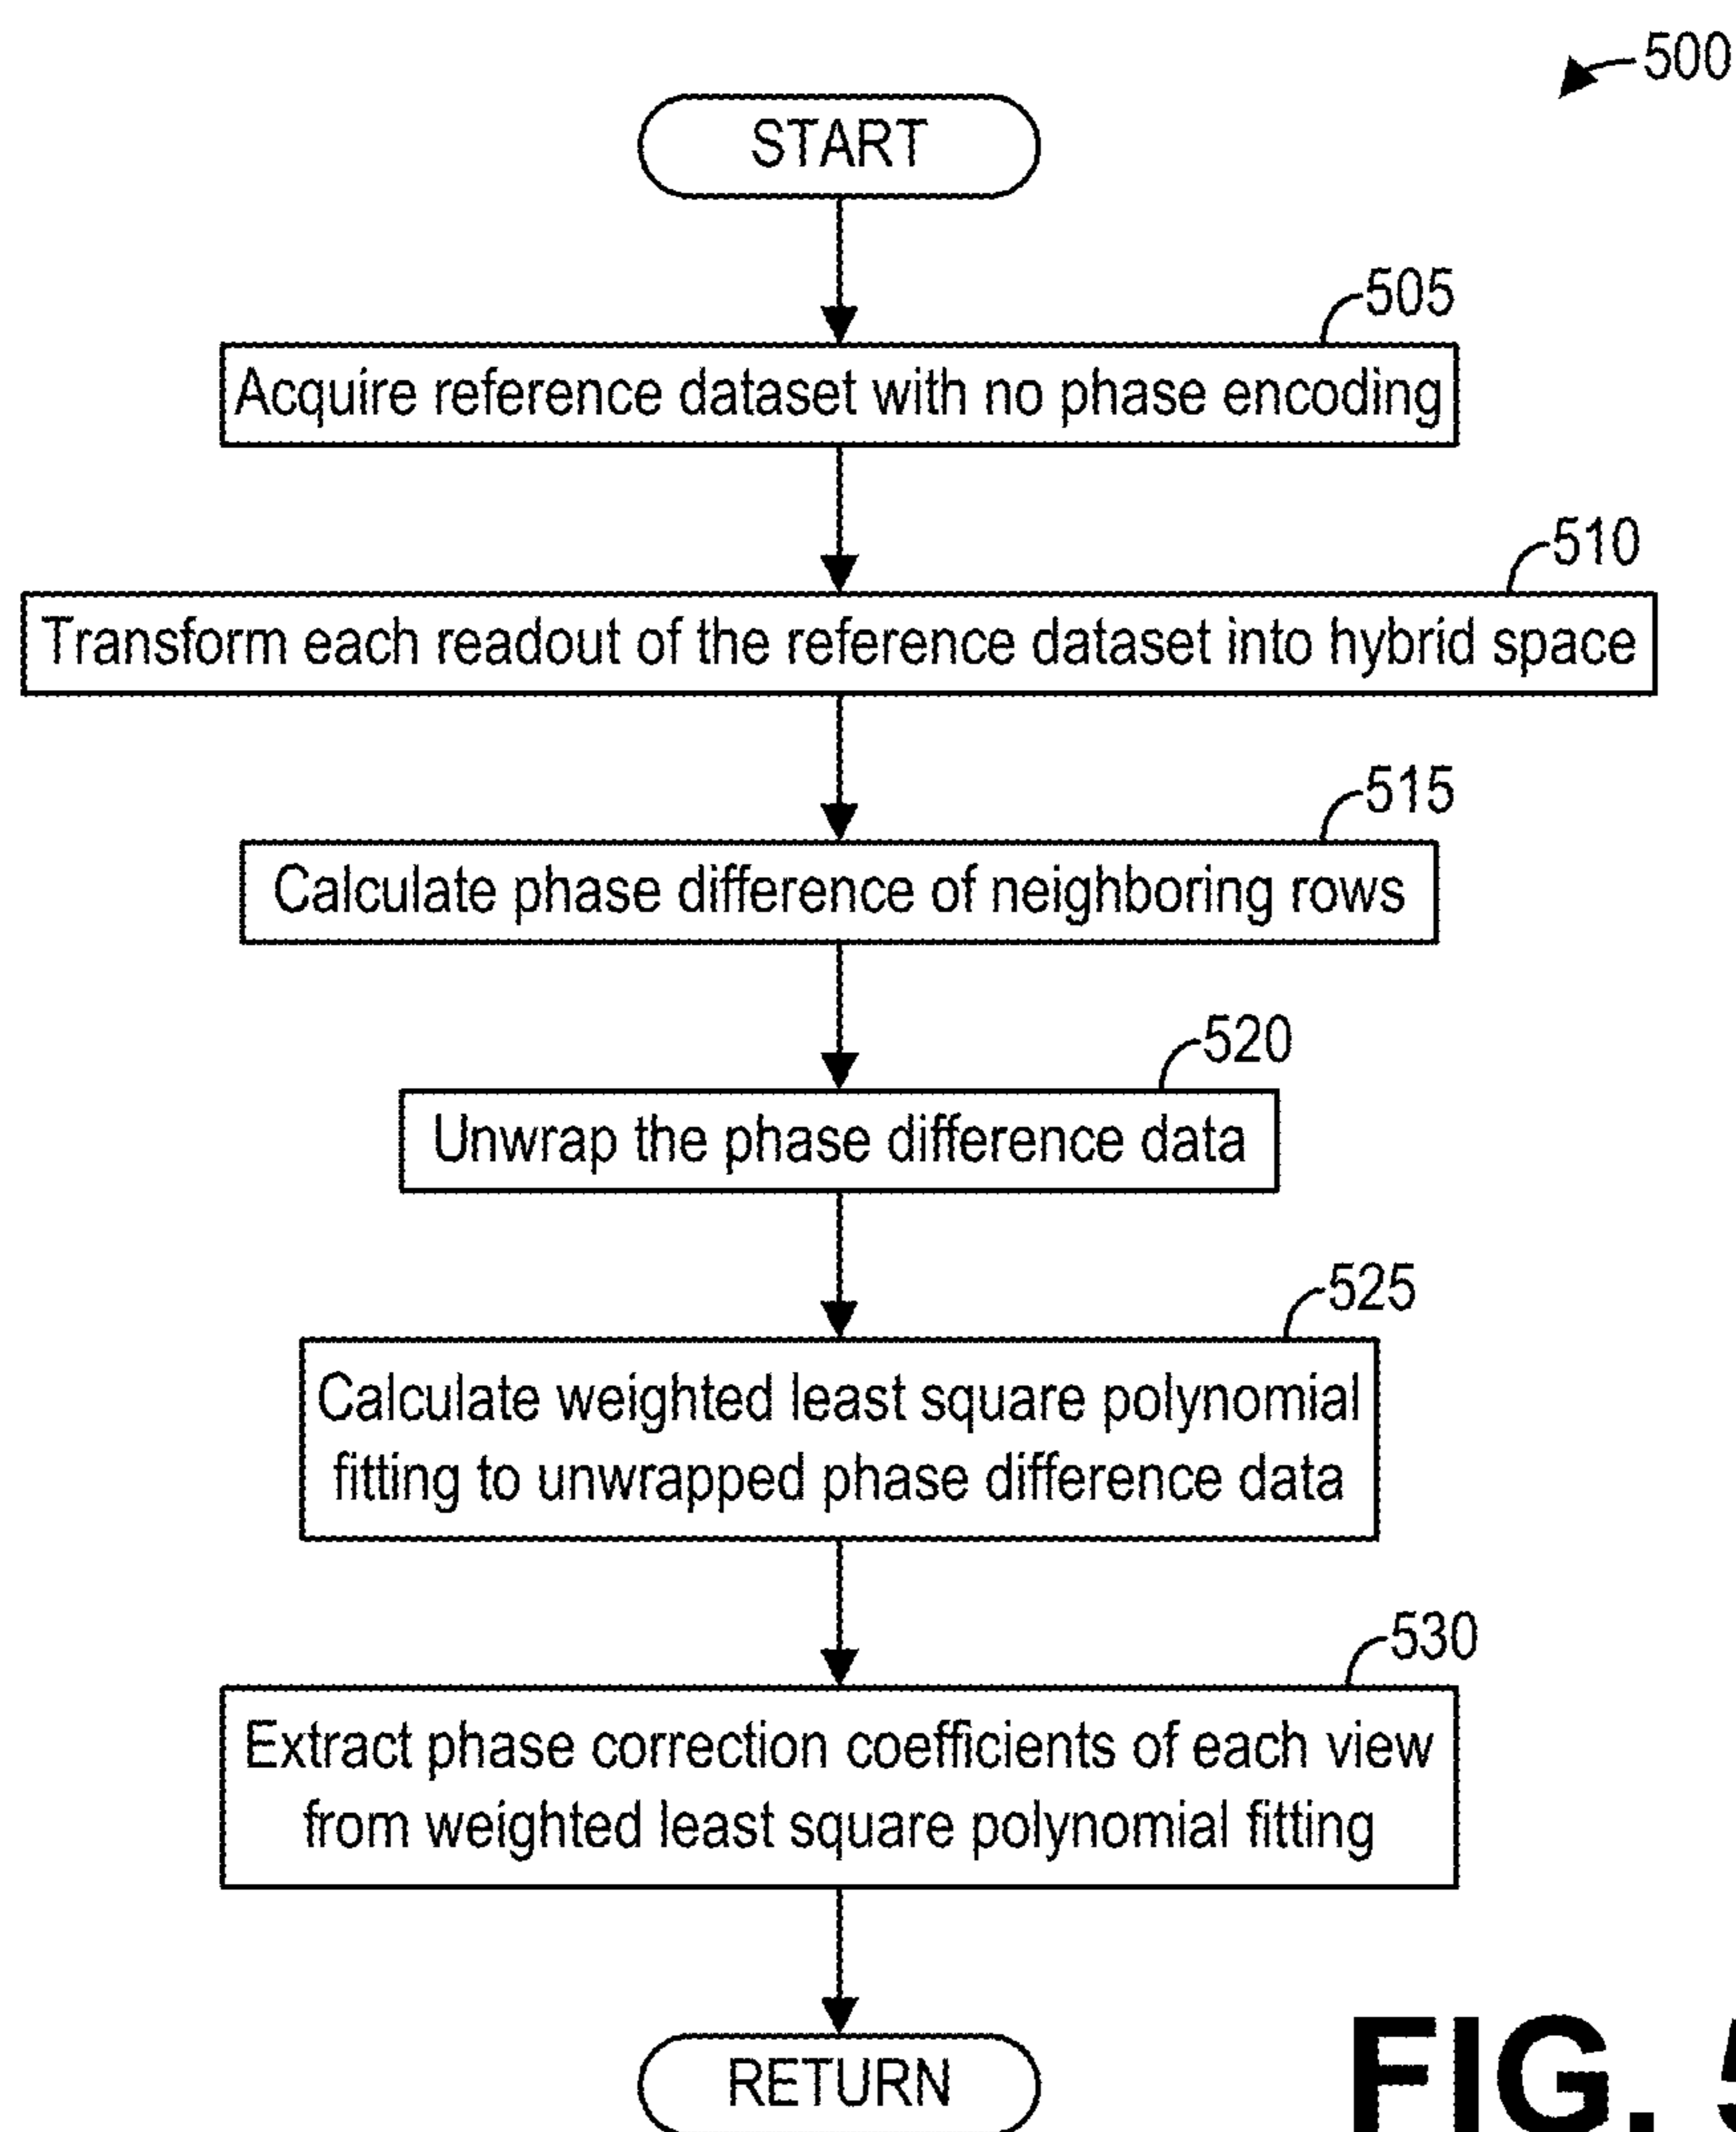 500
START
505
Acquire reference dataset with no phase encoding
510
Transform each readout of the reference dataset into hybrid space
515
Calculate phase difference of neighboring rows
520
Unwrap the phase difference data
525
Calculate weighted least square polynomial
fitting to unwrapped phase difference data
530
Extract phase correction coefficients of each view
from weighted least square polynomial fitting
RETURN
FIG. 5